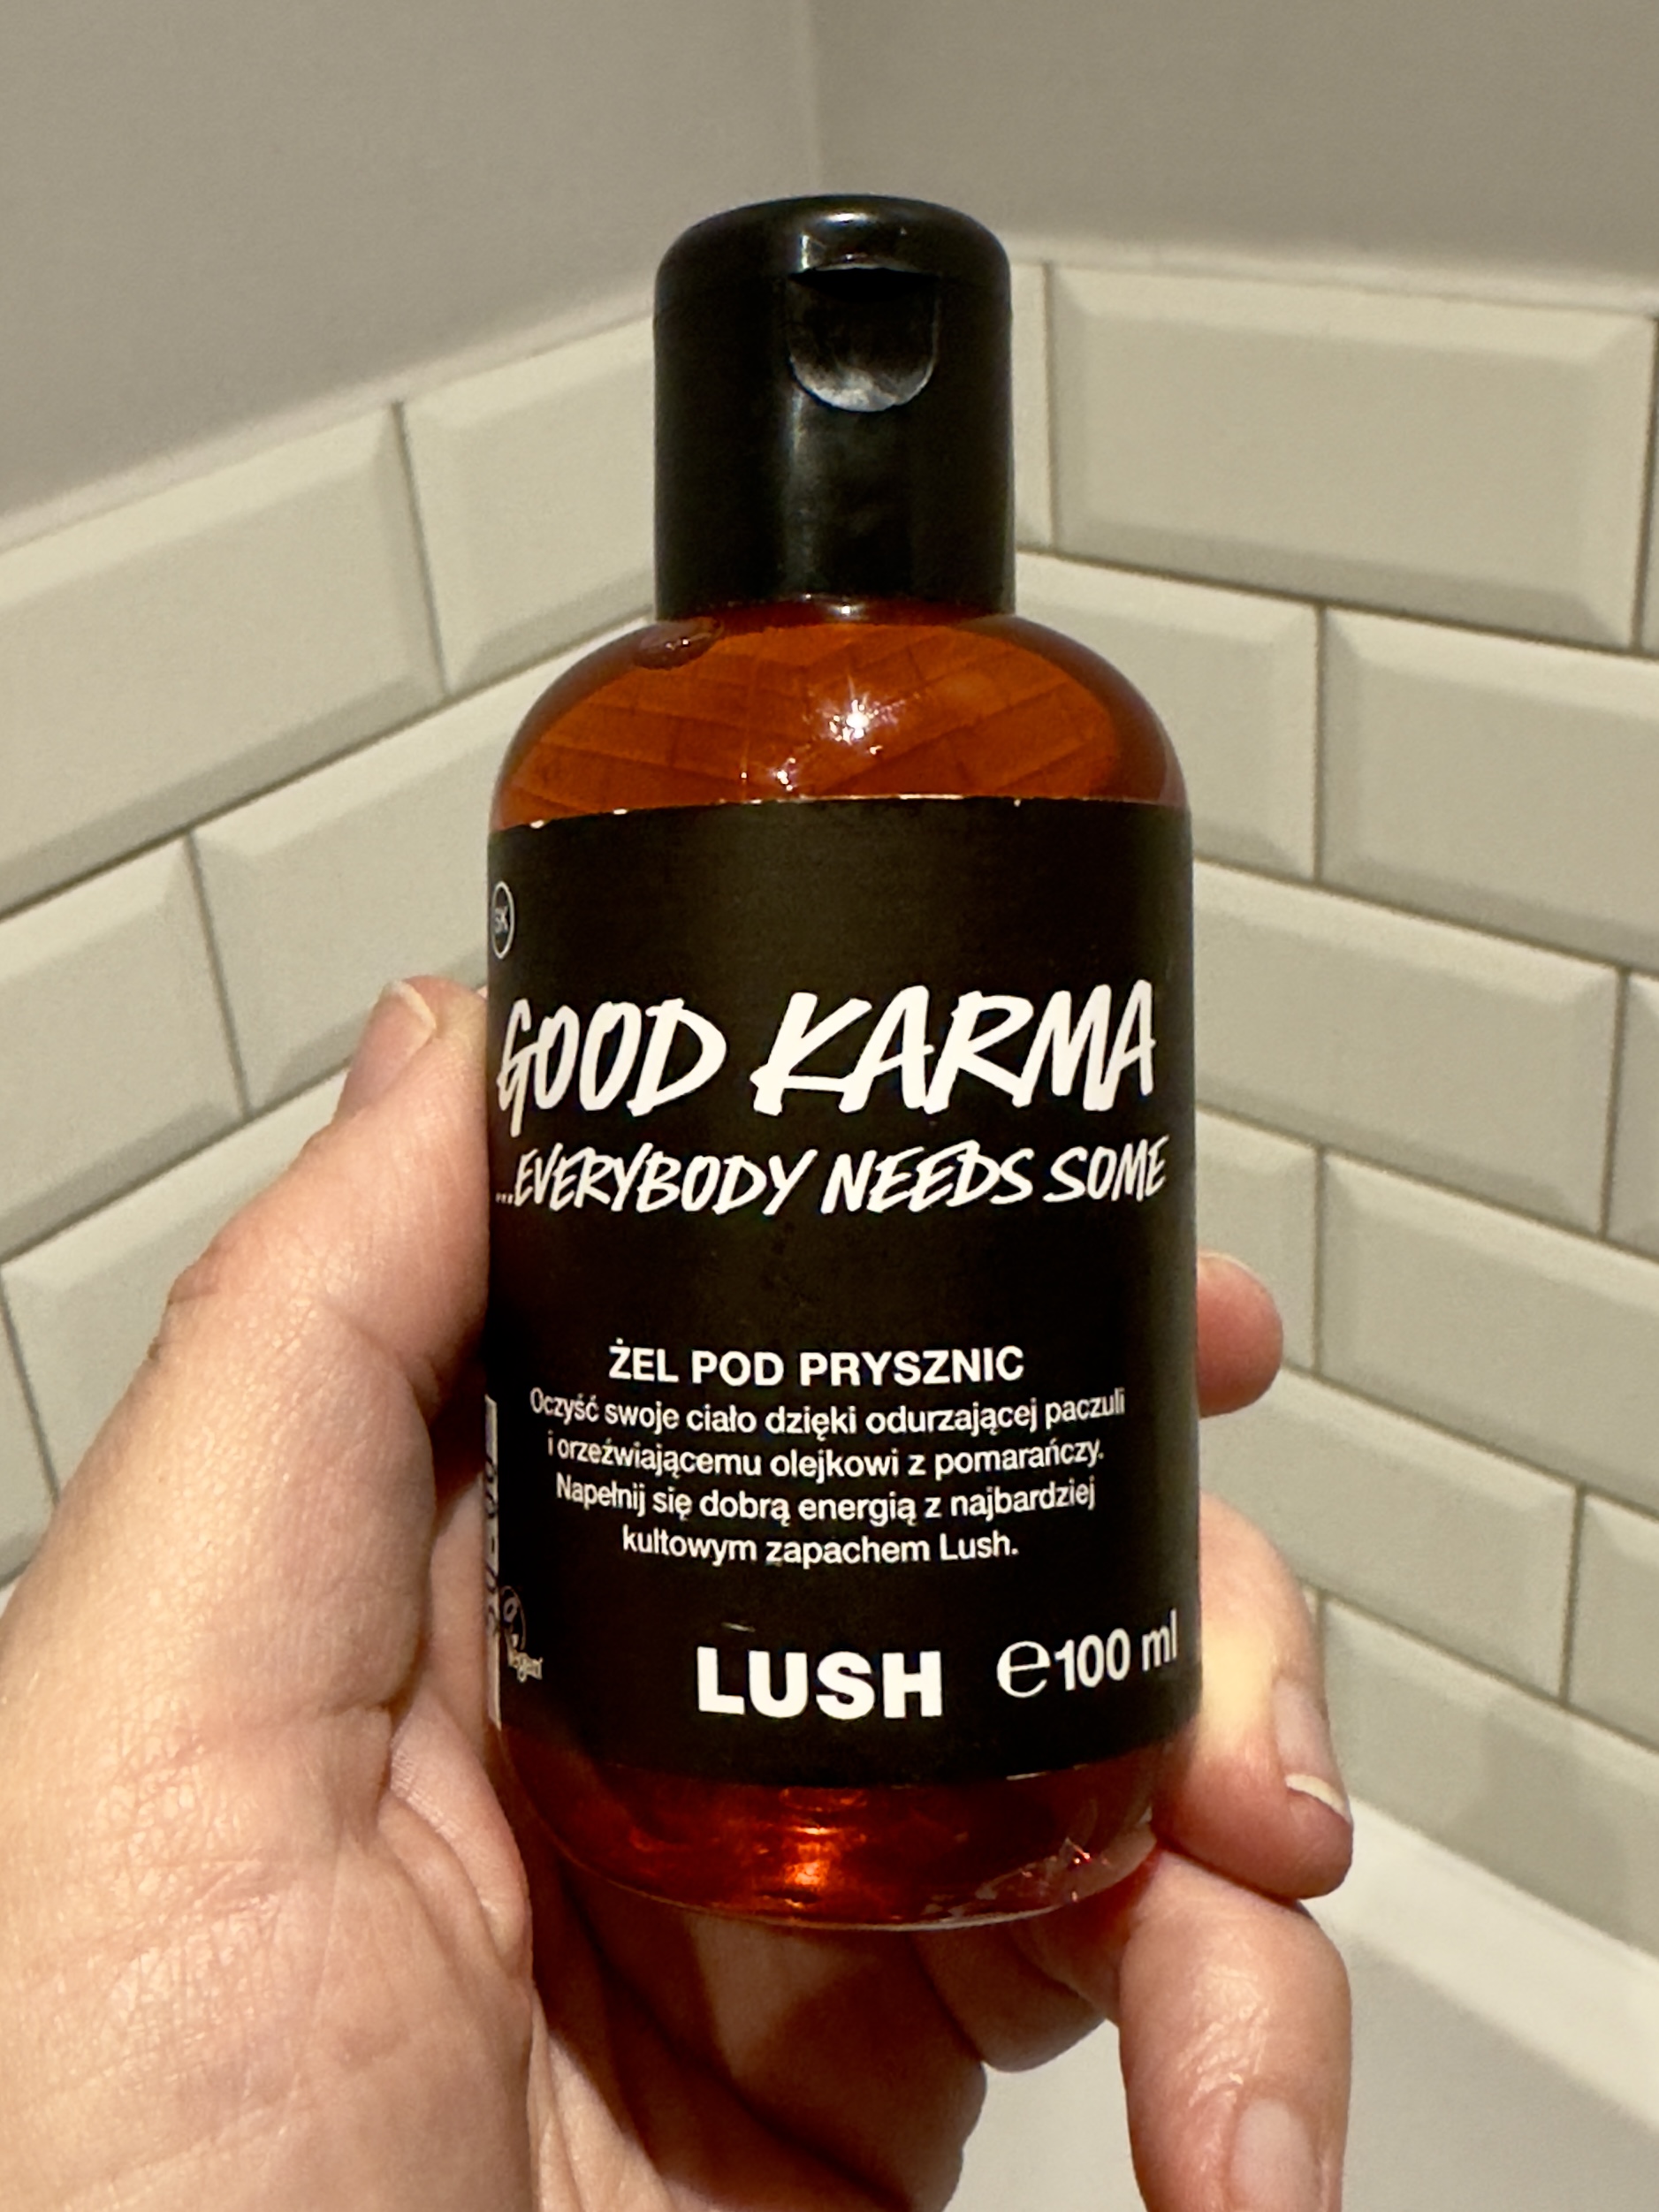 GOOD KARMA
...EVERYBODY NEEDS SOME
ŻEL POD PRYSZNIC
Oczyść swoje ciało dzięki odurzającej paczuli
i orzeźwiającemu olejkowi z pomarańczy.
Napełnij się dobrą energią z najbardziej
kultowym zapachem Lush.
Vegan
LUSH ℮100 ml